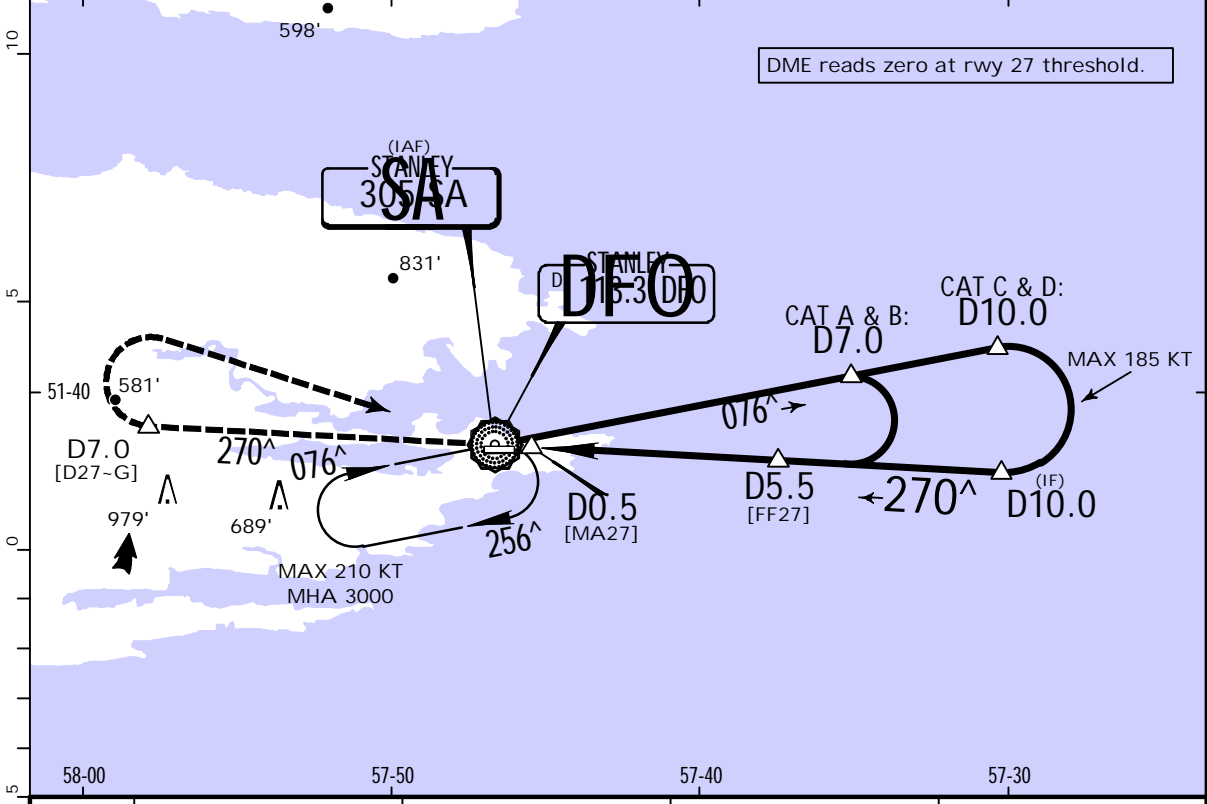 10
598'
DME reads zero at rwy 27 threshold.
(IAF)
STANLEY
305 SA
SA
831'
STANLEY
D 113.3 DFO
DFO
5
CAT A & B:
D7.0
CAT C & D:
D10.0
MAX 185 KT
51-40
581'
076^
D7.0
[D27~G]
270^
076^
D5.5
[FF27]
270^
(IF)
D10.0
D0.5
[MA27]
979'
689'
256^
0
MAX 210 KT
MHA 3000
58-00
57-50
57-40
57-30
5